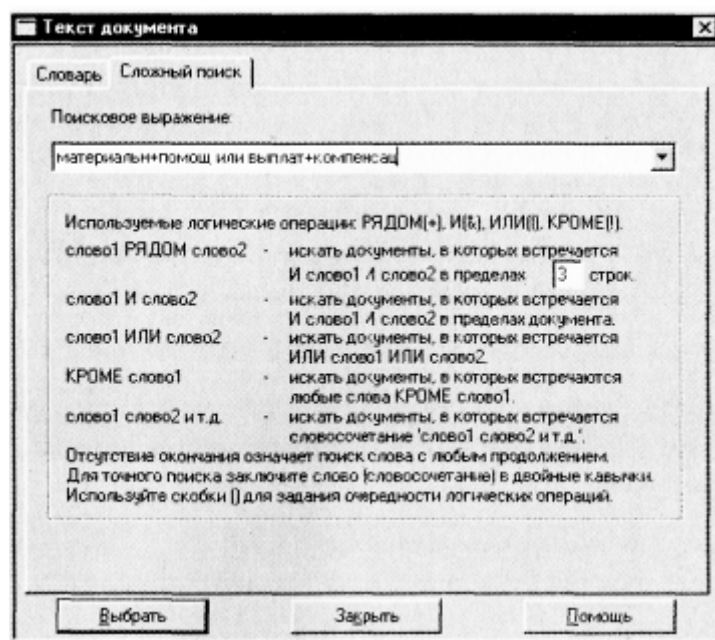 Текст документа
Словарь Сложный поиск
Поисковое выражение:
материальн+помощ или выплат+компенсац
Используемые логические операции: РЯДОМ(+), И(&), ИЛИ(|), КРОМЕ(!).
слово1 РЯДОМ слово2 - искать документы, в которых встречается
И слово1 И слово2 в пределах 3 строк.
слово1 И слово2 - искать документы, в которых встречается
И слово1 И слово2 в пределах документа.
слово1 ИЛИ слово2 - искать документы, в которых встречается
ИЛИ слово1 ИЛИ слово2.
КРОМЕ слово1 - искать документы, в которых встречаются
любые слова КРОМЕ слово1.
слово1 слово2 и т.д. - искать документы, в которых встречается
словосочетание 'слово1 слово2 и т.д.'.
Отсутствие окончания означает поиск слова с любым продолжением.
Для точного поиска заключите слово (словосочетание) в двойные кавычки.
Используйте скобки () для задания очередности логических операций.
Выбрать Закрыть Помощь